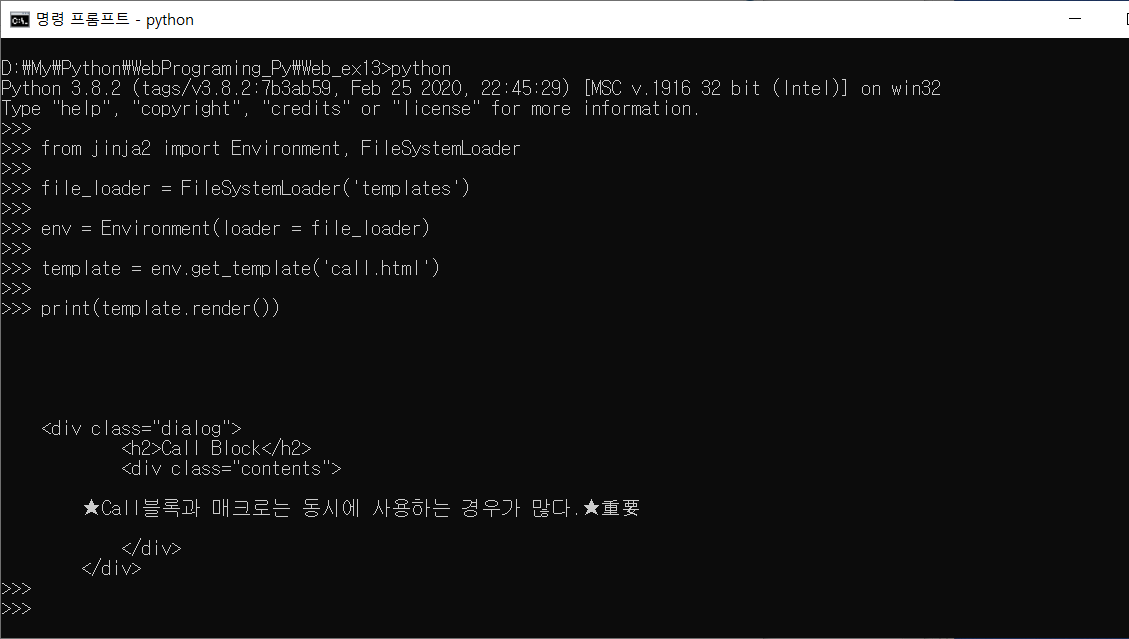 명령 프롬프트 - python
D:₩My₩Python₩WebPrograming_Py₩Web_ex13>python
Python 3.8.2 (tags/v3.8.2:7b3ab59, Feb 25 2020, 22:45:29) [MSC v.1916 32 bit (Intel)] on win32
Type "help", "copyright", "credits" or "license" for more information.
>>>
>>> from jinja2 import Environment, FileSystemLoader
>>>
>>> file_loader = FileSystemLoader('templates')
>>>
>>> env = Environment(loader = file_loader)
>>>
>>> template = env.get_template('call.html')
>>>
>>> print(template.render())
<div class="dialog">
<h2>Call Block</h2>
<div class="contents">
★Call블록과 매크로는 동시에 사용하는 경우가 많다.★重要
</div>
</div>
>>>
>>>